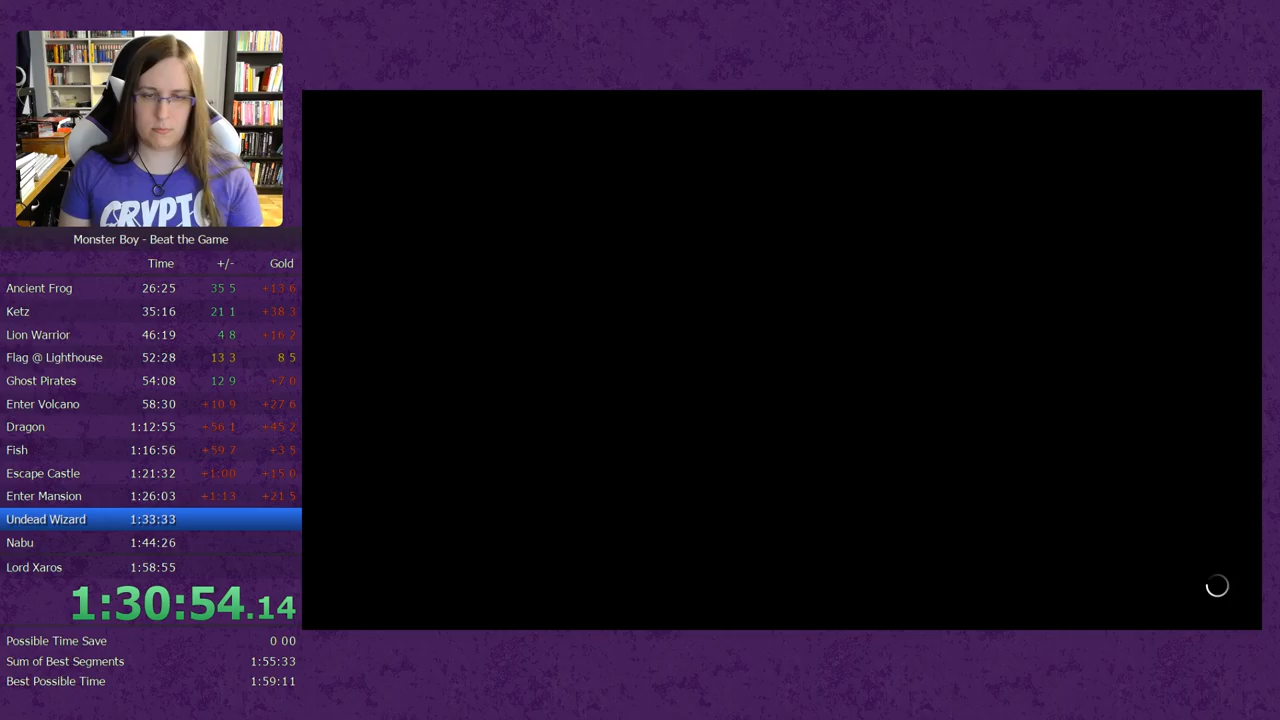 CRYPT
Monster Boy - Beat the Game
Time +/- Gold
Ancient Frog 26:25 35 5 +13 6
Ketz 35:16 21 1 +38 3
Lion Warrior 46:19 4 8 +16 2
Flag @ Lighthouse 52:28 13 3 8 5
Ghost Pirates 54:08 12 9 +7 0
Enter Volcano 58:30 +10 9 +27 6
Dragon 1:12:55 +56 1 +45 2
Fish 1:16:56 +59 7 +3 5
Escape Castle 1:21:32 +1:00 +15 0
Enter Mansion 1:26:03 +1:13 +21 5
Undead Wizard 1:33:33
Nabu 1:44:26
Lord Xaros 1:58:55
1:30:54.14
Possible Time Save 0 00
Sum of Best Segments 1:55:33
Best Possible Time 1:59:11